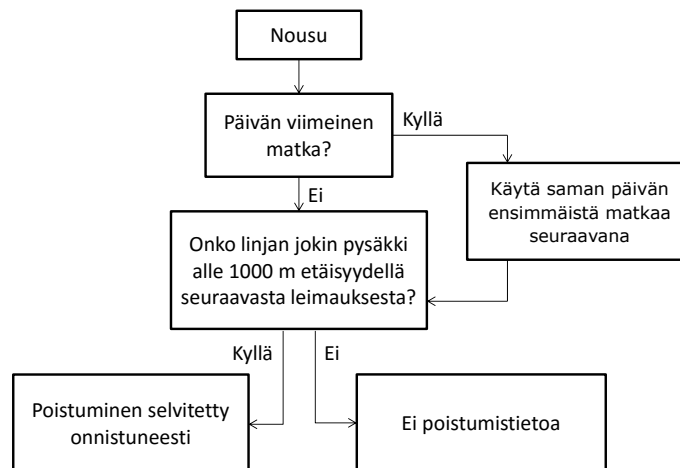 Nousu
Päivän viimeinen
matka?
Kyllä
Ei
Käytä saman päivän
ensimmäistä matkaa
seuraavana
Onko linjan jokin pysäkki
alle 1000 m etäisyydellä
seuraavasta leimauksesta?
Kyllä
Ei
Poistuminen selvitetty
onnistuneesti
Ei poistumistietoa